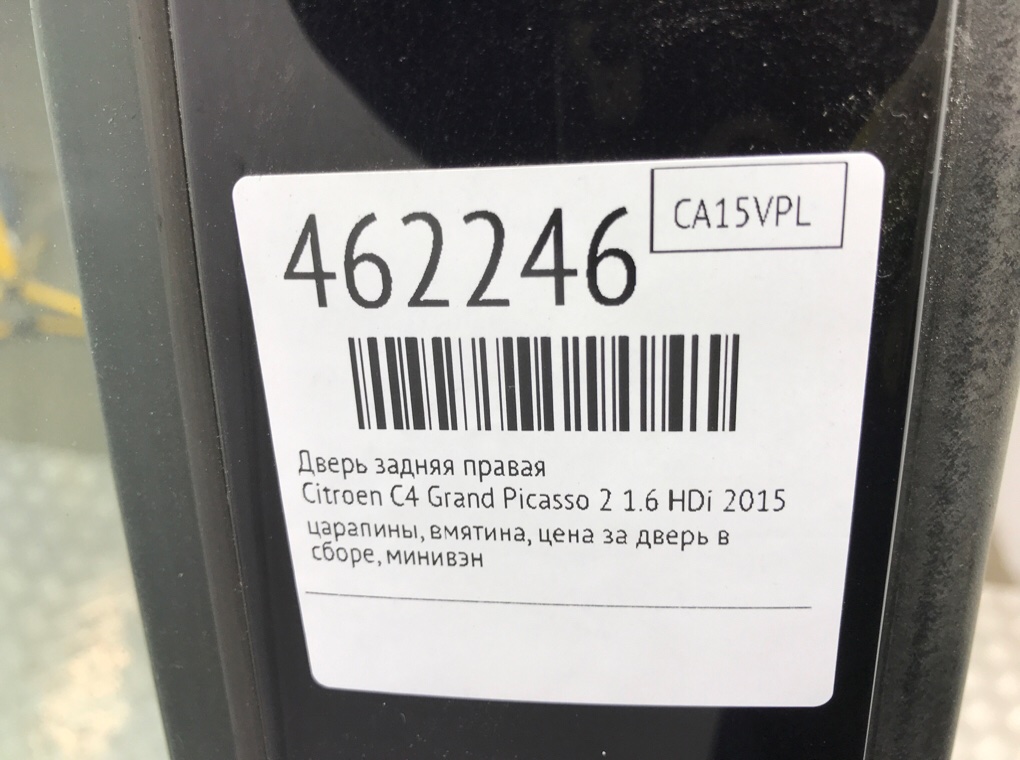 CA15VPL
462246
Дверь задняя правая
Citroen C4 Grand Picasso 2 1.6 HDi 2015
царапины, вмятина, цена за дверь в
сборе, минивэн